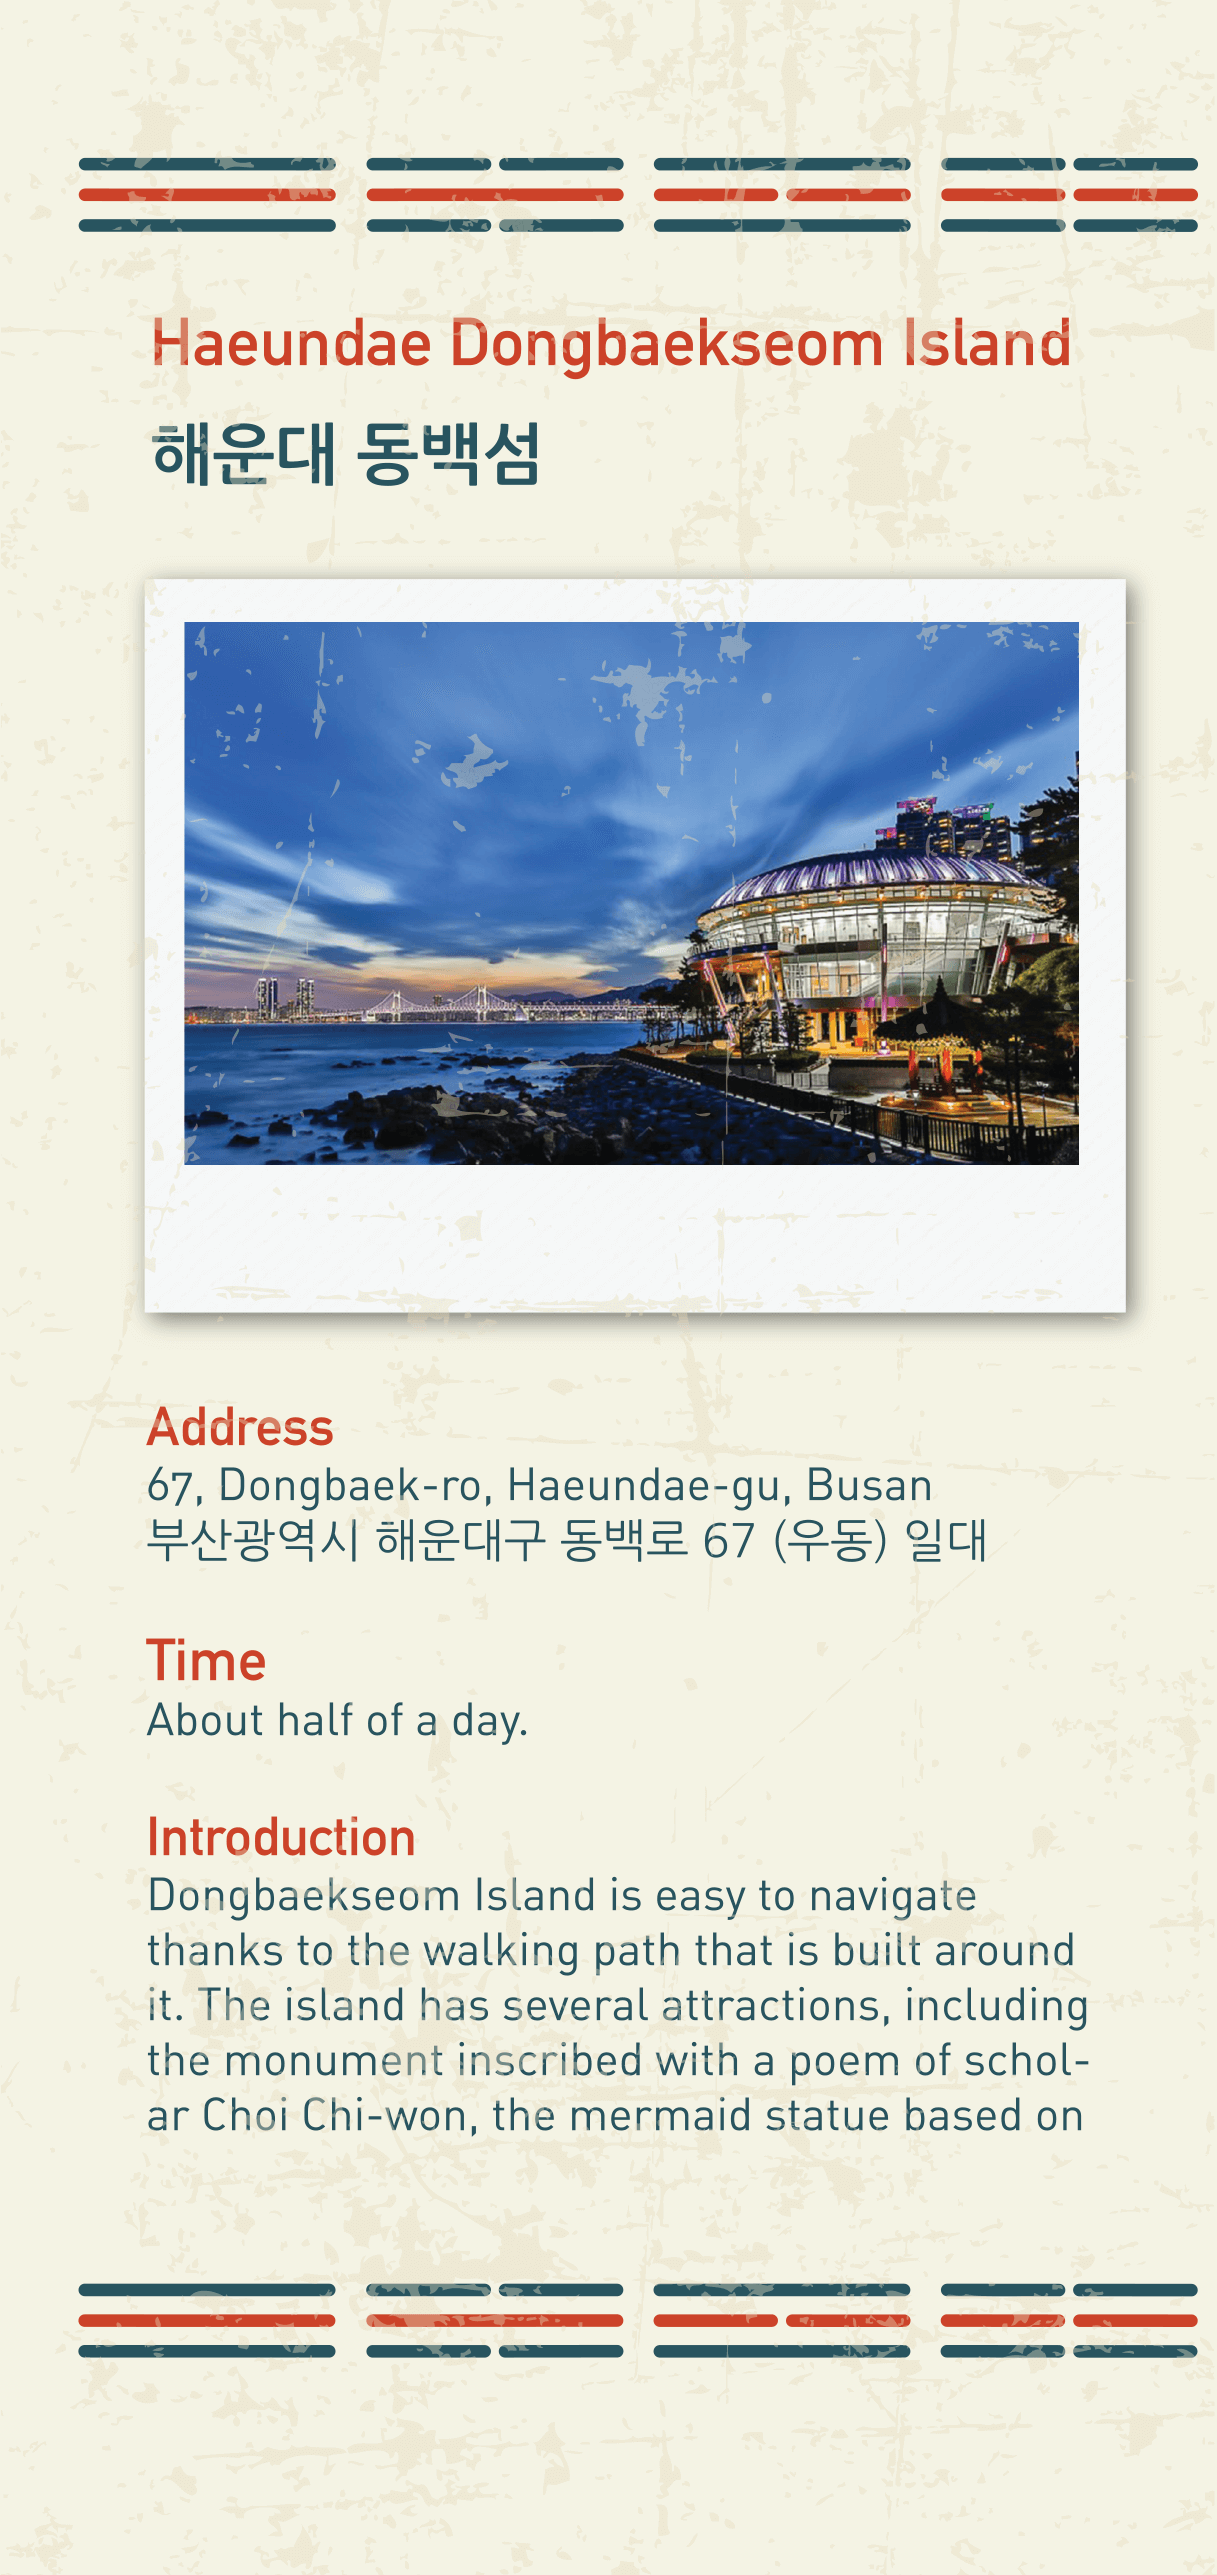 Haeundae Dongbaekseom Island
해운대 동백섬
Address
67, Dongbaek-ro, Haeundae-gu, Busan
부산광역시 해운대구 동백로 67 (우동) 일대
Time
About half of a day.
Introduction
Dongbaekseom Island is easy to navigate
thanks to the walking path that is built around
it. The island has several attractions, including
the monument inscribed with a poem of schol-
ar Choi Chi-won, the mermaid statue based on